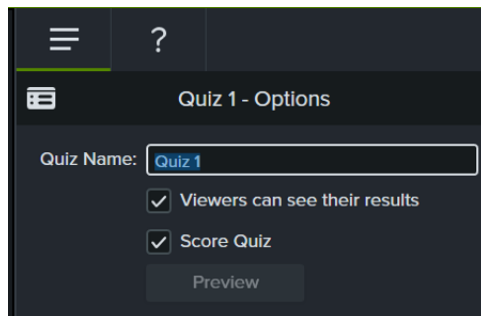 ?
Quiz 1 - Options
Quiz Name: Quiz 1
Viewers can see their results
Score Quiz
Preview